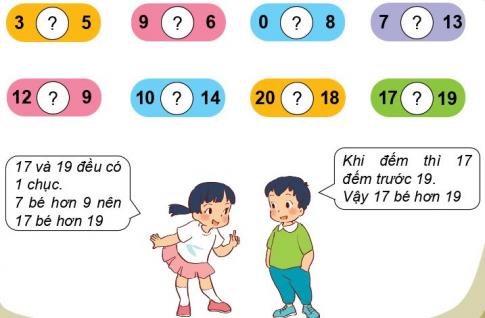 3 ? 5
9 ? 6
0 ? 8
7 ? 13
12 ? 9
10 ? 14
20 ? 18
17 ? 19
17 và 19 đều có
1 chục.
7 bé hơn 9 nên
17 bé hơn 19
Khi đếm thì 17
đếm trước 19.
Vậy 17 bé hơn 19